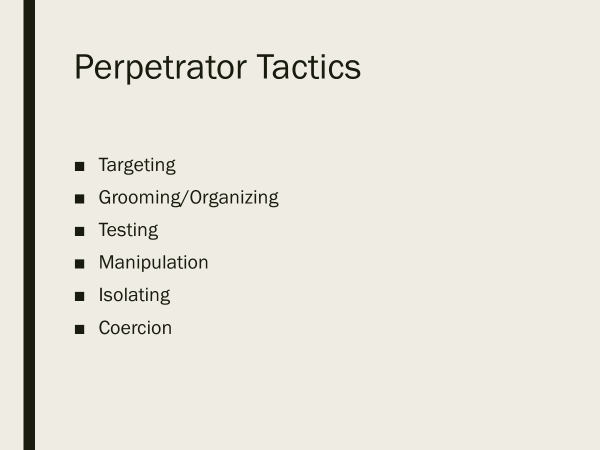 Perpetrator Tactics
■ Targeting
■ Grooming/Organizing
■ Testing
■ Manipulation
■ Isolating
■ Coercion